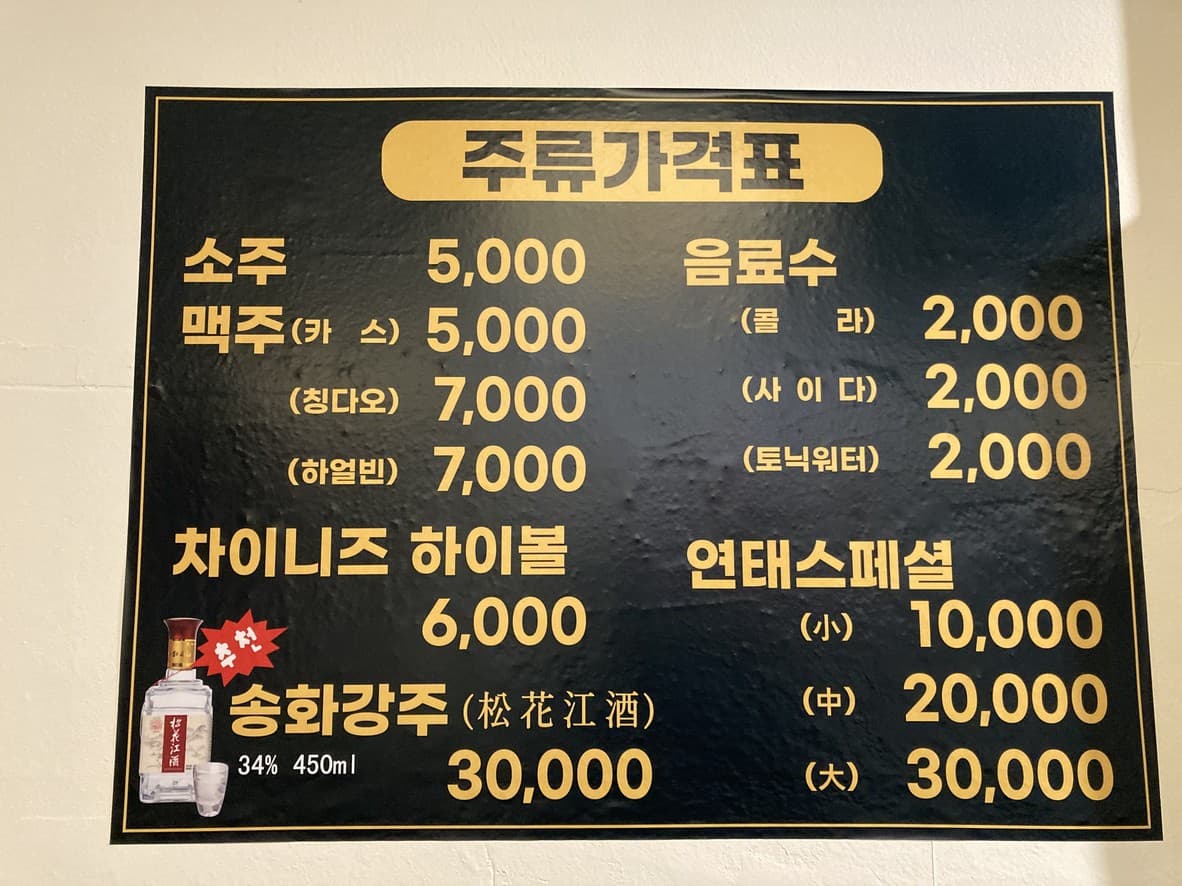 주류가격표
소주 5,000
맥주 (카 스) 5,000
(칭다오) 7,000
(하얼빈) 7,000
차이니즈 하이볼
6,000
추천
松花江酒
송화강주 (松花江酒)
34% 450ml
30,000
음료수
(콜 라) 2,000
(사 이 다) 2,000
(토닉워터) 2,000
연태스페셜
(小) 10,000
(中) 20,000
(大) 30,000